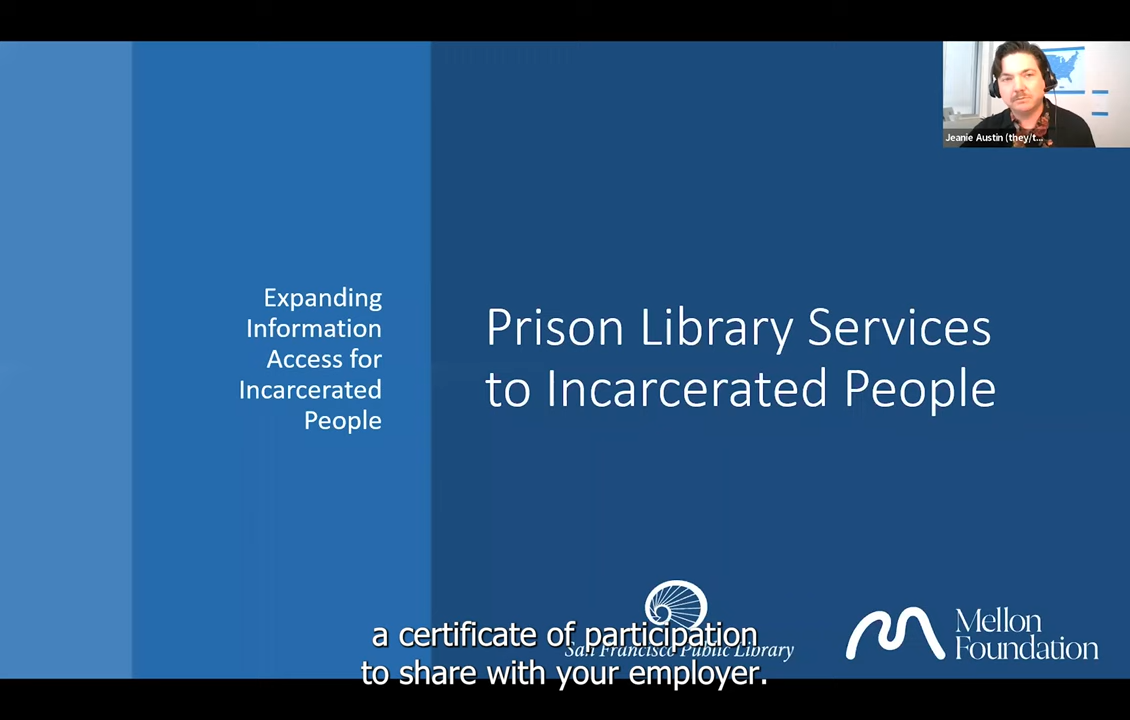 Jeanie Austin (they/t...
Expanding
Information
Access for
Incarcerated
People
Prison Library Services
to Incarcerated People
San Francisco Public Library
Mellon
Foundation
a certificate of participation
to share with your employer.